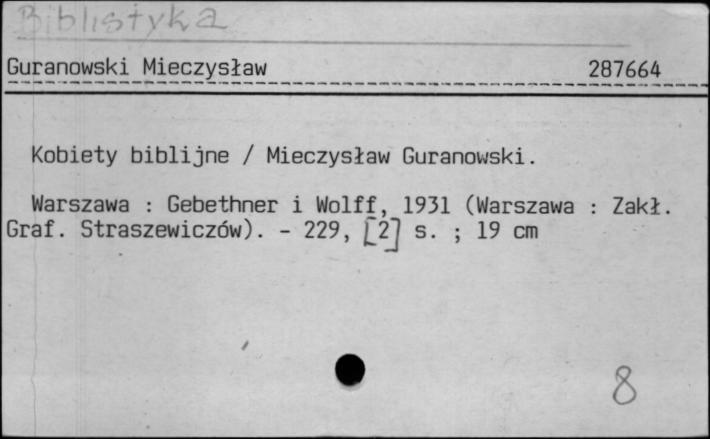 Biblistyka
Guranowski Mieczysław 287664
Kobiety biblijne / Mieczysław Guranowski.
Warszawa : Gebethner i Wolff, 1931 (Warszawa : Zakł.
Graf. Straszewiczów). - 229, [2] s. ; 19 cm
8